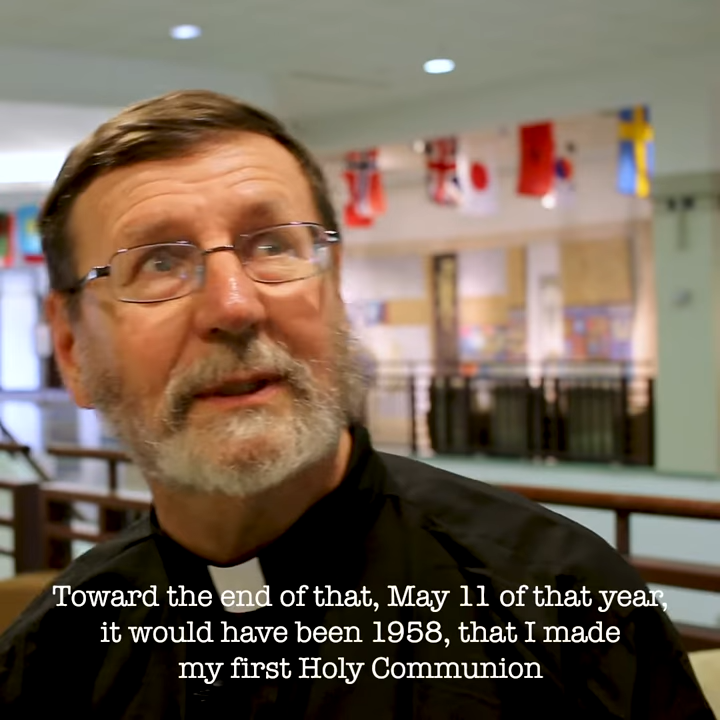 Toward the end of that, May 11 of that year,
it would have been 1958, that I made
my first Holy Communion